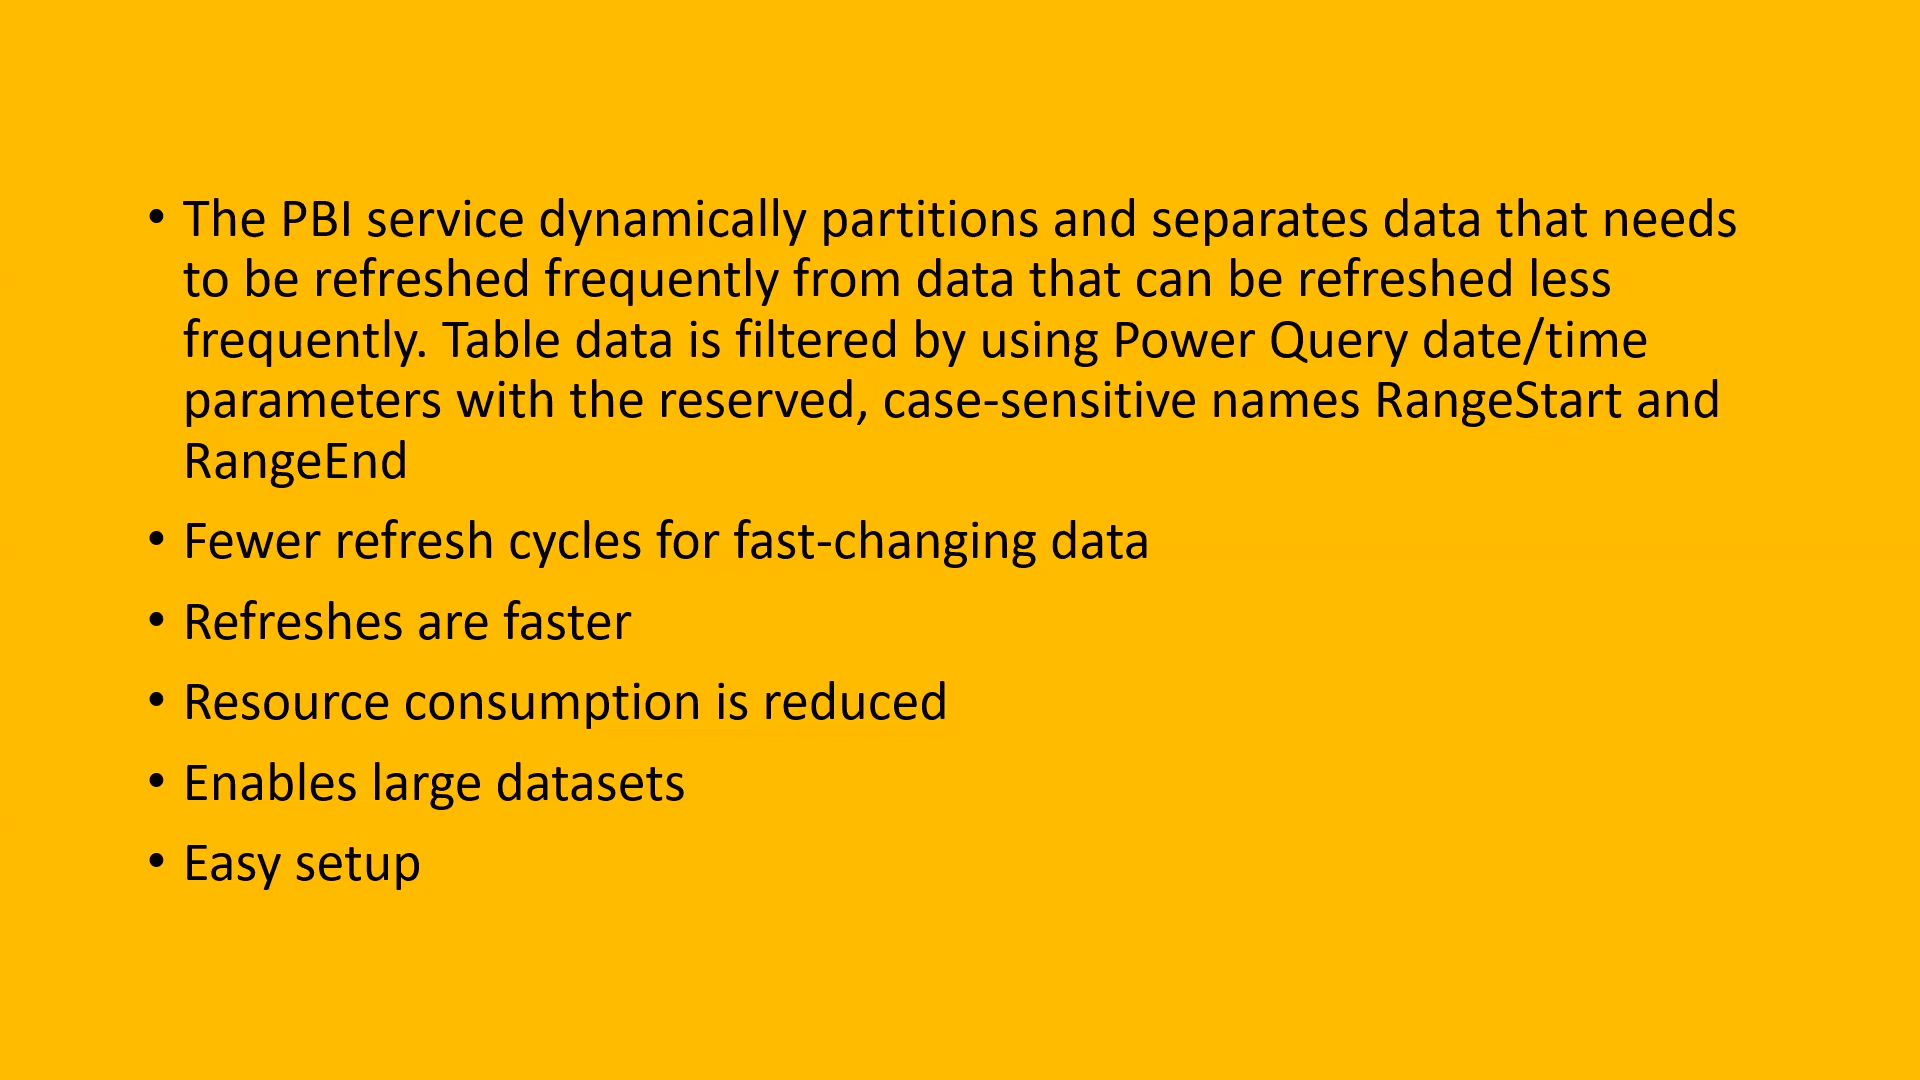 • The PBI service dynamically partitions and separates data that needs
to be refreshed frequently from data that can be refreshed less
frequently. Table data is filtered by using Power Query date/time
parameters with the reserved, case-sensitive names RangeStart and
RangeEnd
• Fewer refresh cycles for fast-changing data
• Refreshes are faster
• Resource consumption is reduced
• Enables large datasets
• Easy setup